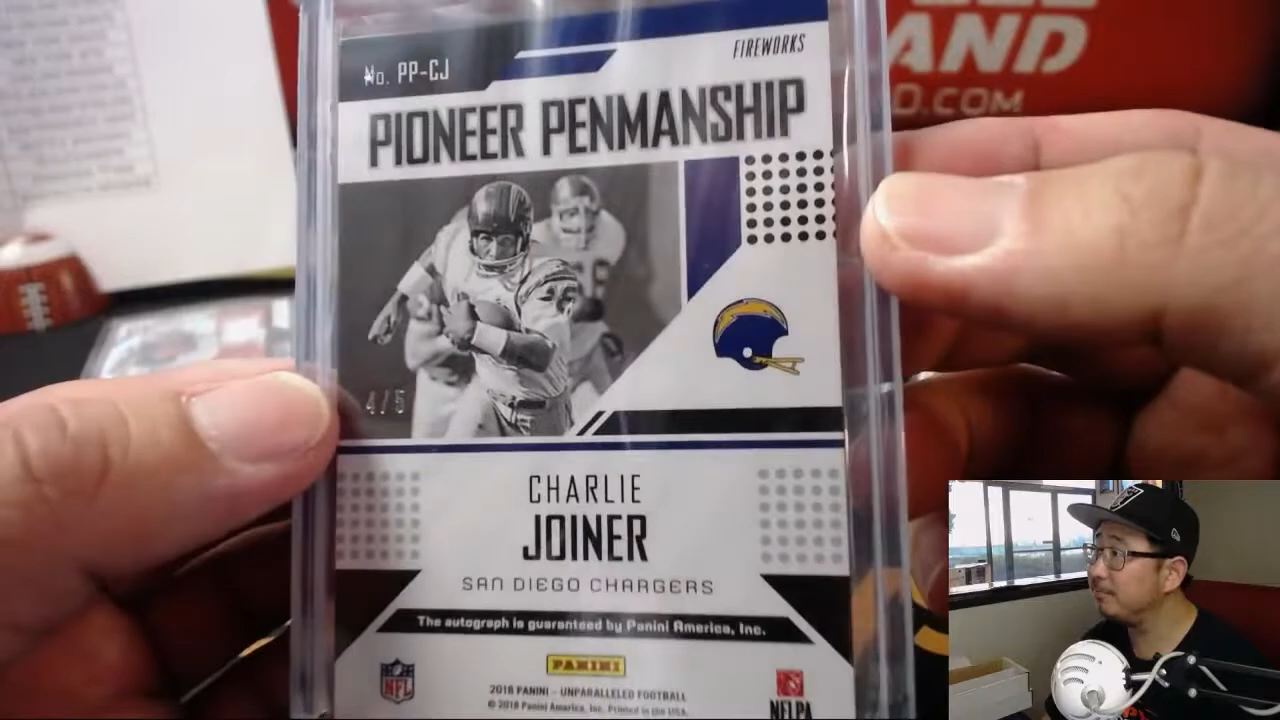 AND
D.COM
No. PP-CJ
FIREWORKS
PIONEER PENMANSHIP
4/5
CHARLIE
JOINER
SAN DIEGO CHARGERS
The autograph is guaranteed by Panini America, Inc.
PANINI
NFL
2018 PANINI - UNPARALLELED FOOTBALL
© 2018 Panini America, Inc. Printed in the USA.
NFLPA